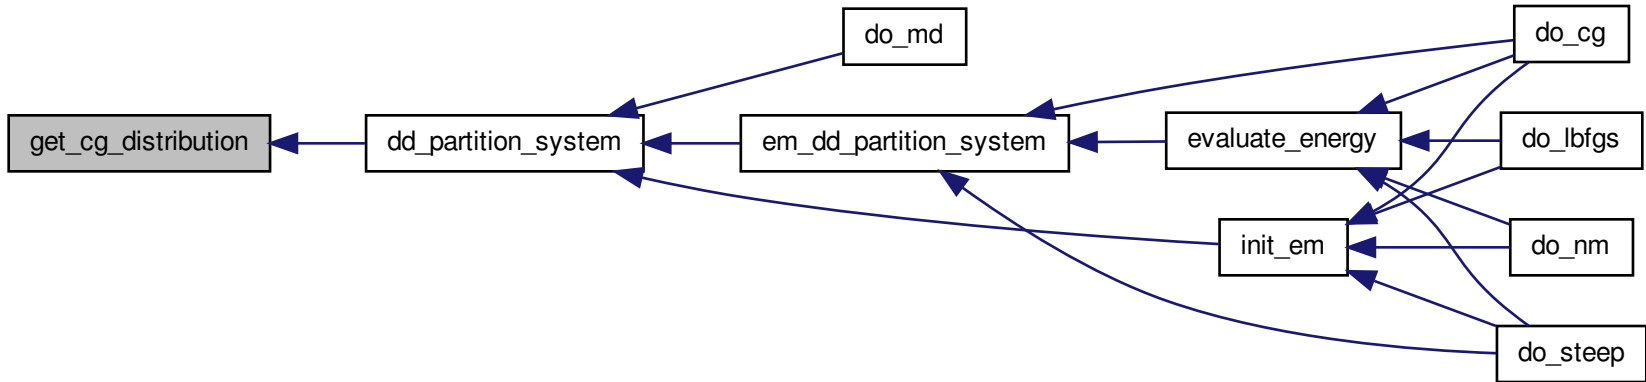 do_md
do_cg
get_cg_distribution
dd_partition_system
em_dd_partition_system
evaluate_energy
do_lbfgs
init_em
do_nm
do_steep